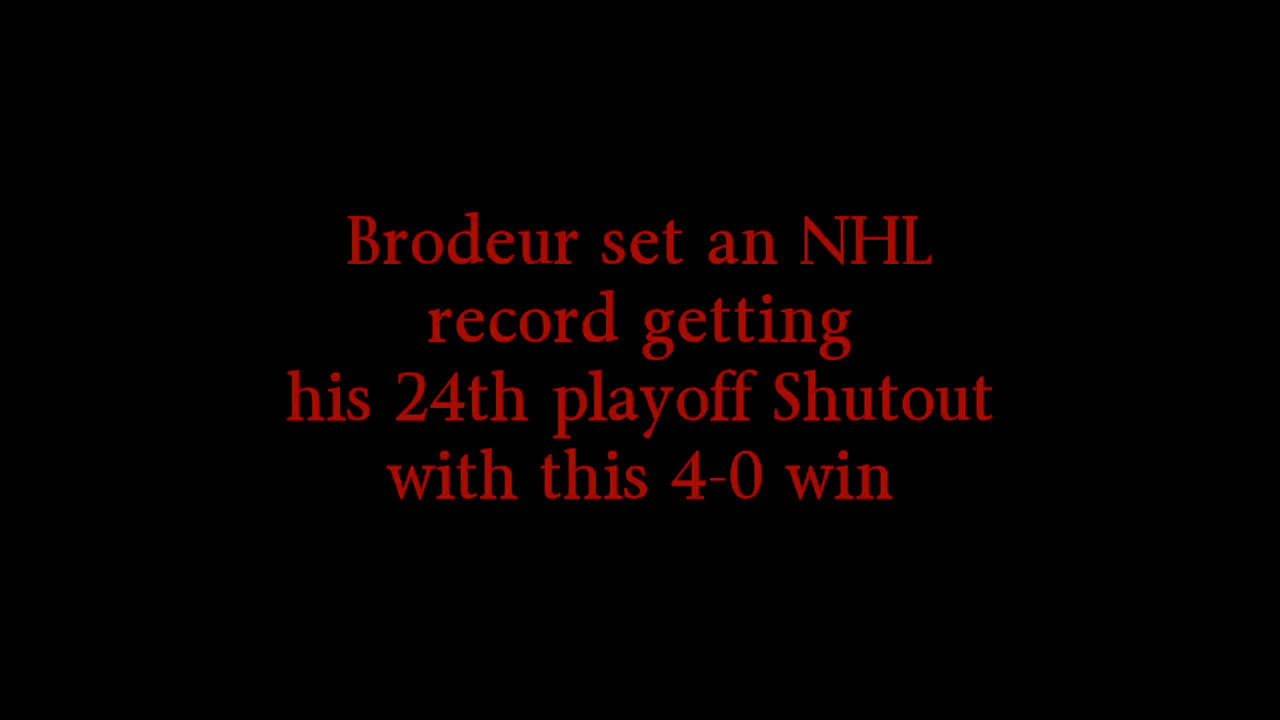 Brodeur set an NHL
record getting
his 24th playoff Shutout
with this 4-0 win